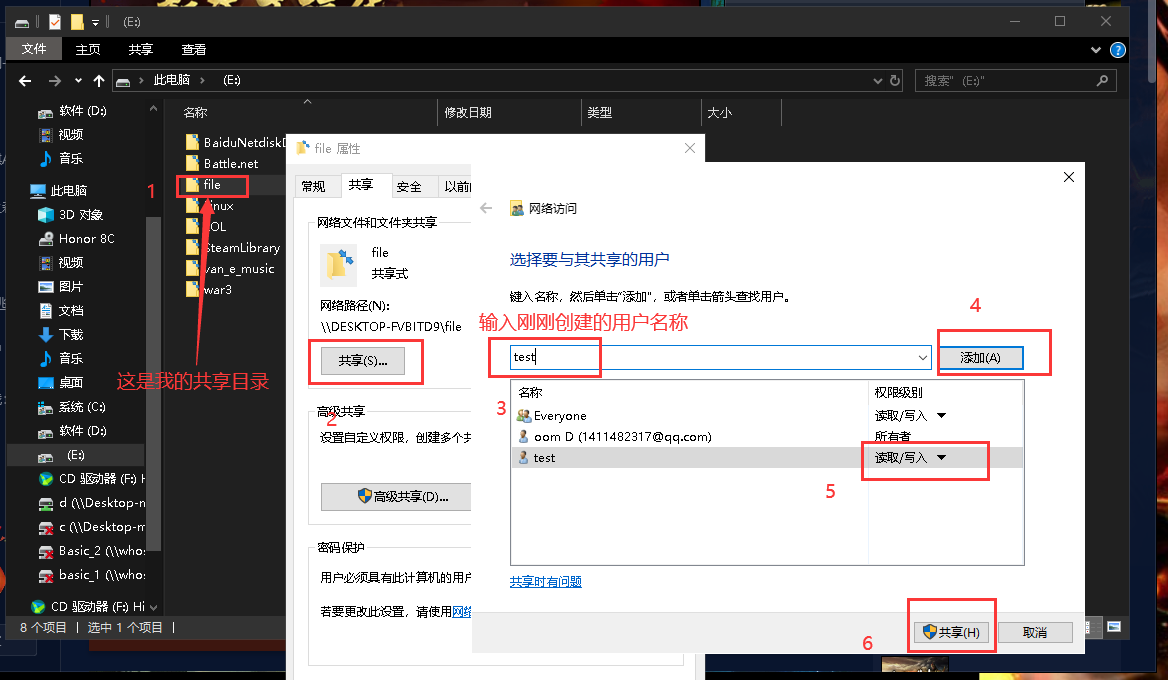 (E:)
文件 主页 共享 查看
此电脑 (E:)
搜索" (E:)"
软件 (D:)
视频
音乐
此电脑
3D 对象
Honor 8C
视频
图片
文档
下载
音乐
桌面
系统 (C:)
软件 (D:)
(E:)
CD 驱动器 (F:) H
d (\\Desktop-m
c (\\Desktop-m
Basic_2 (\\whos
basic_1 (\\whos
CD 驱动器 (F:) Hi
8 个项目 选中 1 个项目
名称 修改日期 类型 大小
BaiduNetdiskD
Battle.net
1
file
OL
SteamLibrary
van_e_music
war3
这是我的共享目录
file 属性
常规 共享 安全 以前
网络文件和文件夹共享
file
共享式
网络路径(N):
\\DESKTOP-FVBITD9\file
共享(S)...
2
高级共享
设置自定义权限，创建多个共
高级共享(D)...
密码保护
用户必须具有此计算机的用户
若要更改此设置，请使用网络
网络访问
选择要与其共享的用户
键入名称，然后单击"添加"，或者单击箭头查找用户。
输入刚刚创建的用户名称
4
test
添加(A)
3
名称 权限级别
Everyone 读取/写入
oom D (1411482317@qq.com) 所有者
test 读取/写入
5
共享时有问题
6
共享(H) 取消